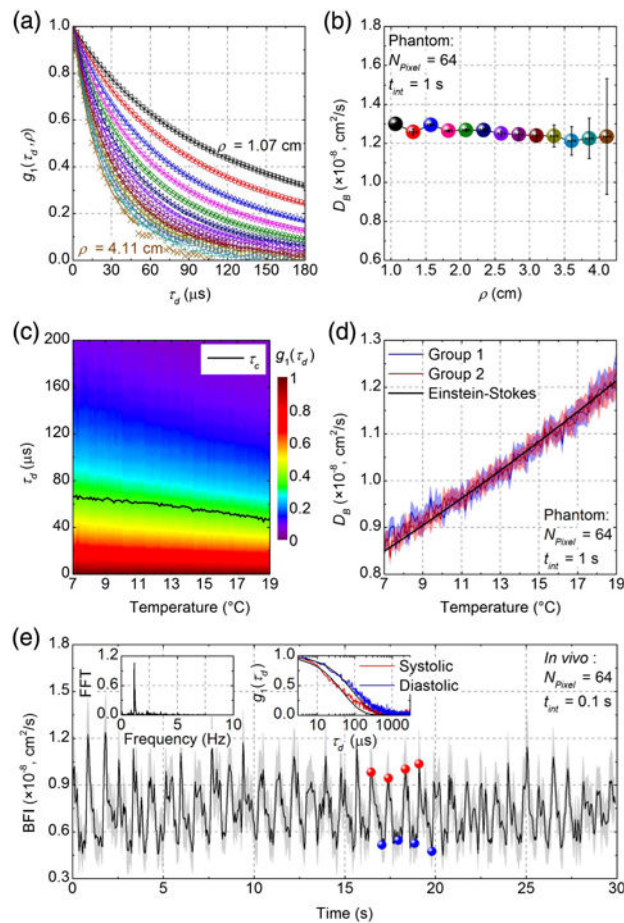 (a)
1.0
0.8
0.6
0.4
0.2
0.0
g1(τd,ρ)
ρ = 1.07 cm
ρ = 4.11 cm
0 30 60 90 120 150 180
τd (μs)
(b)
1.8
1.6
1.4
1.2
1.0
0.8
0.6
DB (×10-8, cm2/s)
Phantom:
NPixel = 64
tint = 1 s
1.0 1.5 2.0 2.5 3.0 3.5 4.0
ρ (cm)
(c)
200
160
120
80
40
0
τd (μs)
τc
g1(τd)
1
0.8
0.6
0.4
0.2
0
7 9 11 13 15 17 19
Temperature (°C)
(d)
1.3
1.2
1.1
1.0
0.9
0.8
DB (×10-8, cm2/s)
Group 1
Group 2
Einstein-Stokes
Phantom:
NPixel = 64
tint = 1 s
7 9 11 13 15 17 19
Temperature (°C)
(e)
1.8
1.5
1.2
0.9
0.6
0.3
BFI (×10-8, cm2/s)
FFT
1.0
0.5
0.0
0 5 10
Frequency (Hz)
g1(τd)
1.0
0.5
0.0
Systolic
Diastolic
10 100 1000
τd (μs)
In vivo :
NPixel = 64
tint = 0.1 s
0 5 10 15 20 25 30
Time (s)